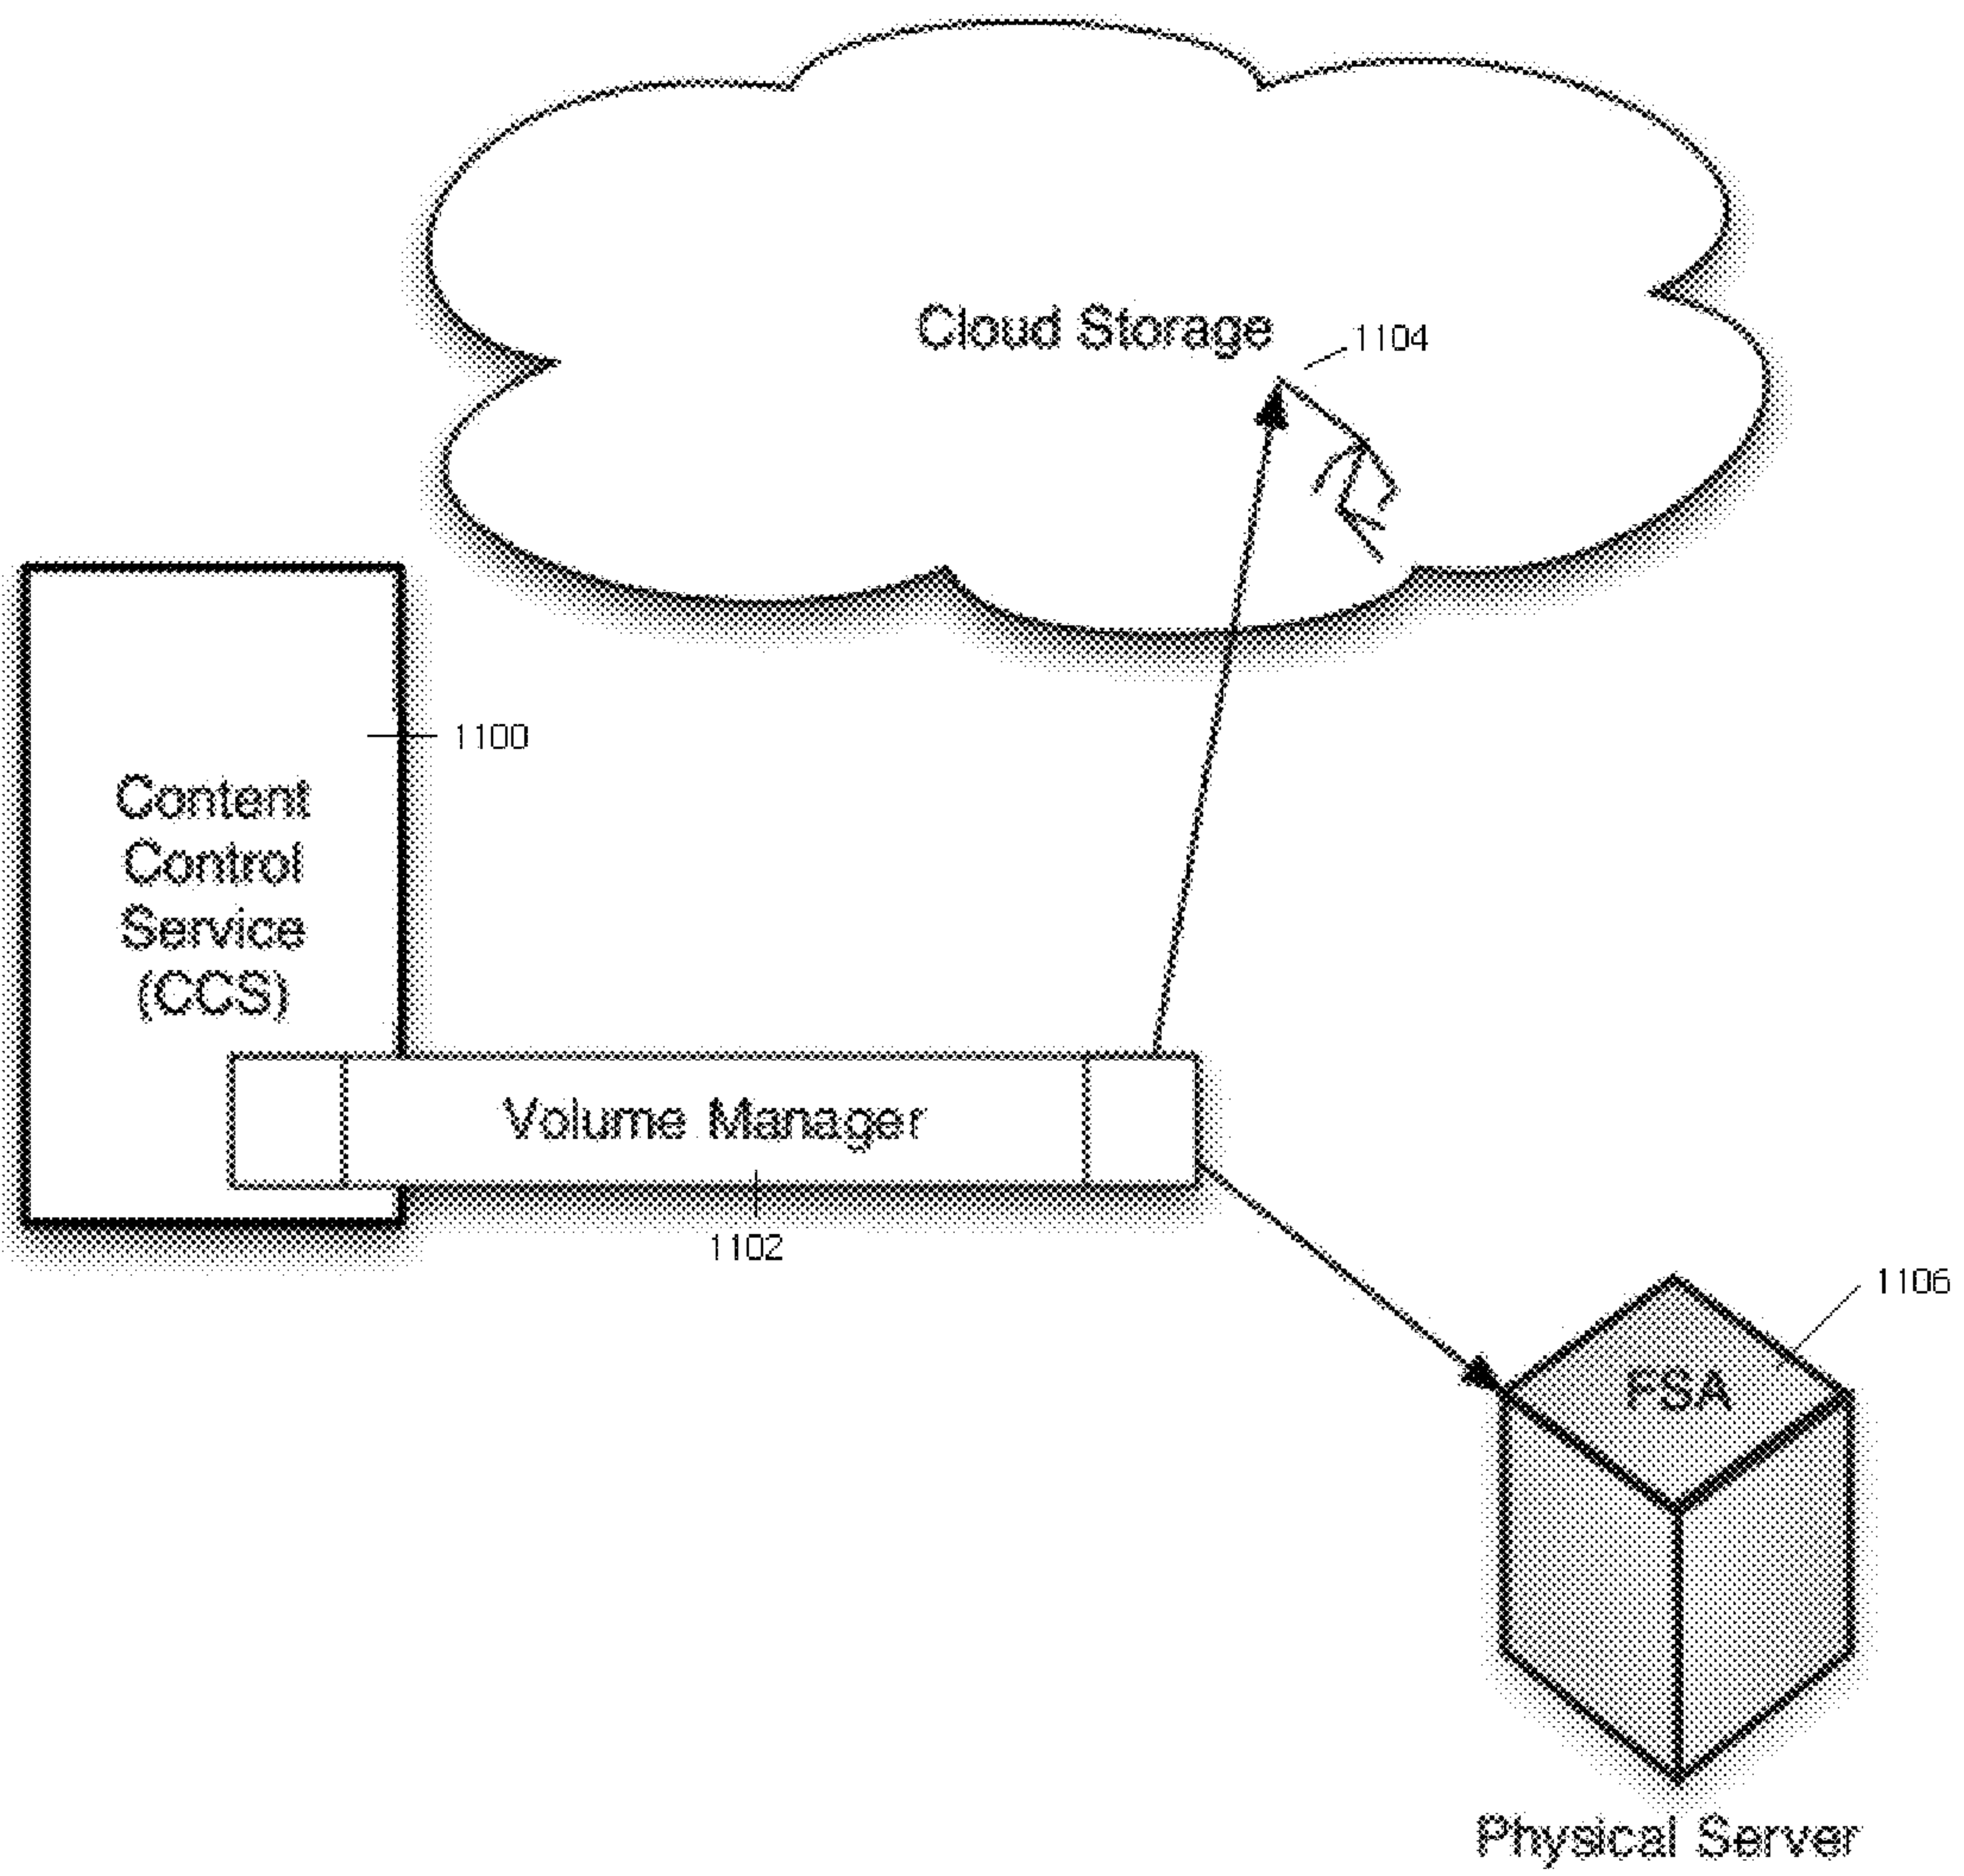 Cloud Storage
1104
1100
Content
Control
Service
(CCS)
Volume Manager
1102
1106
FSA
Physical Server